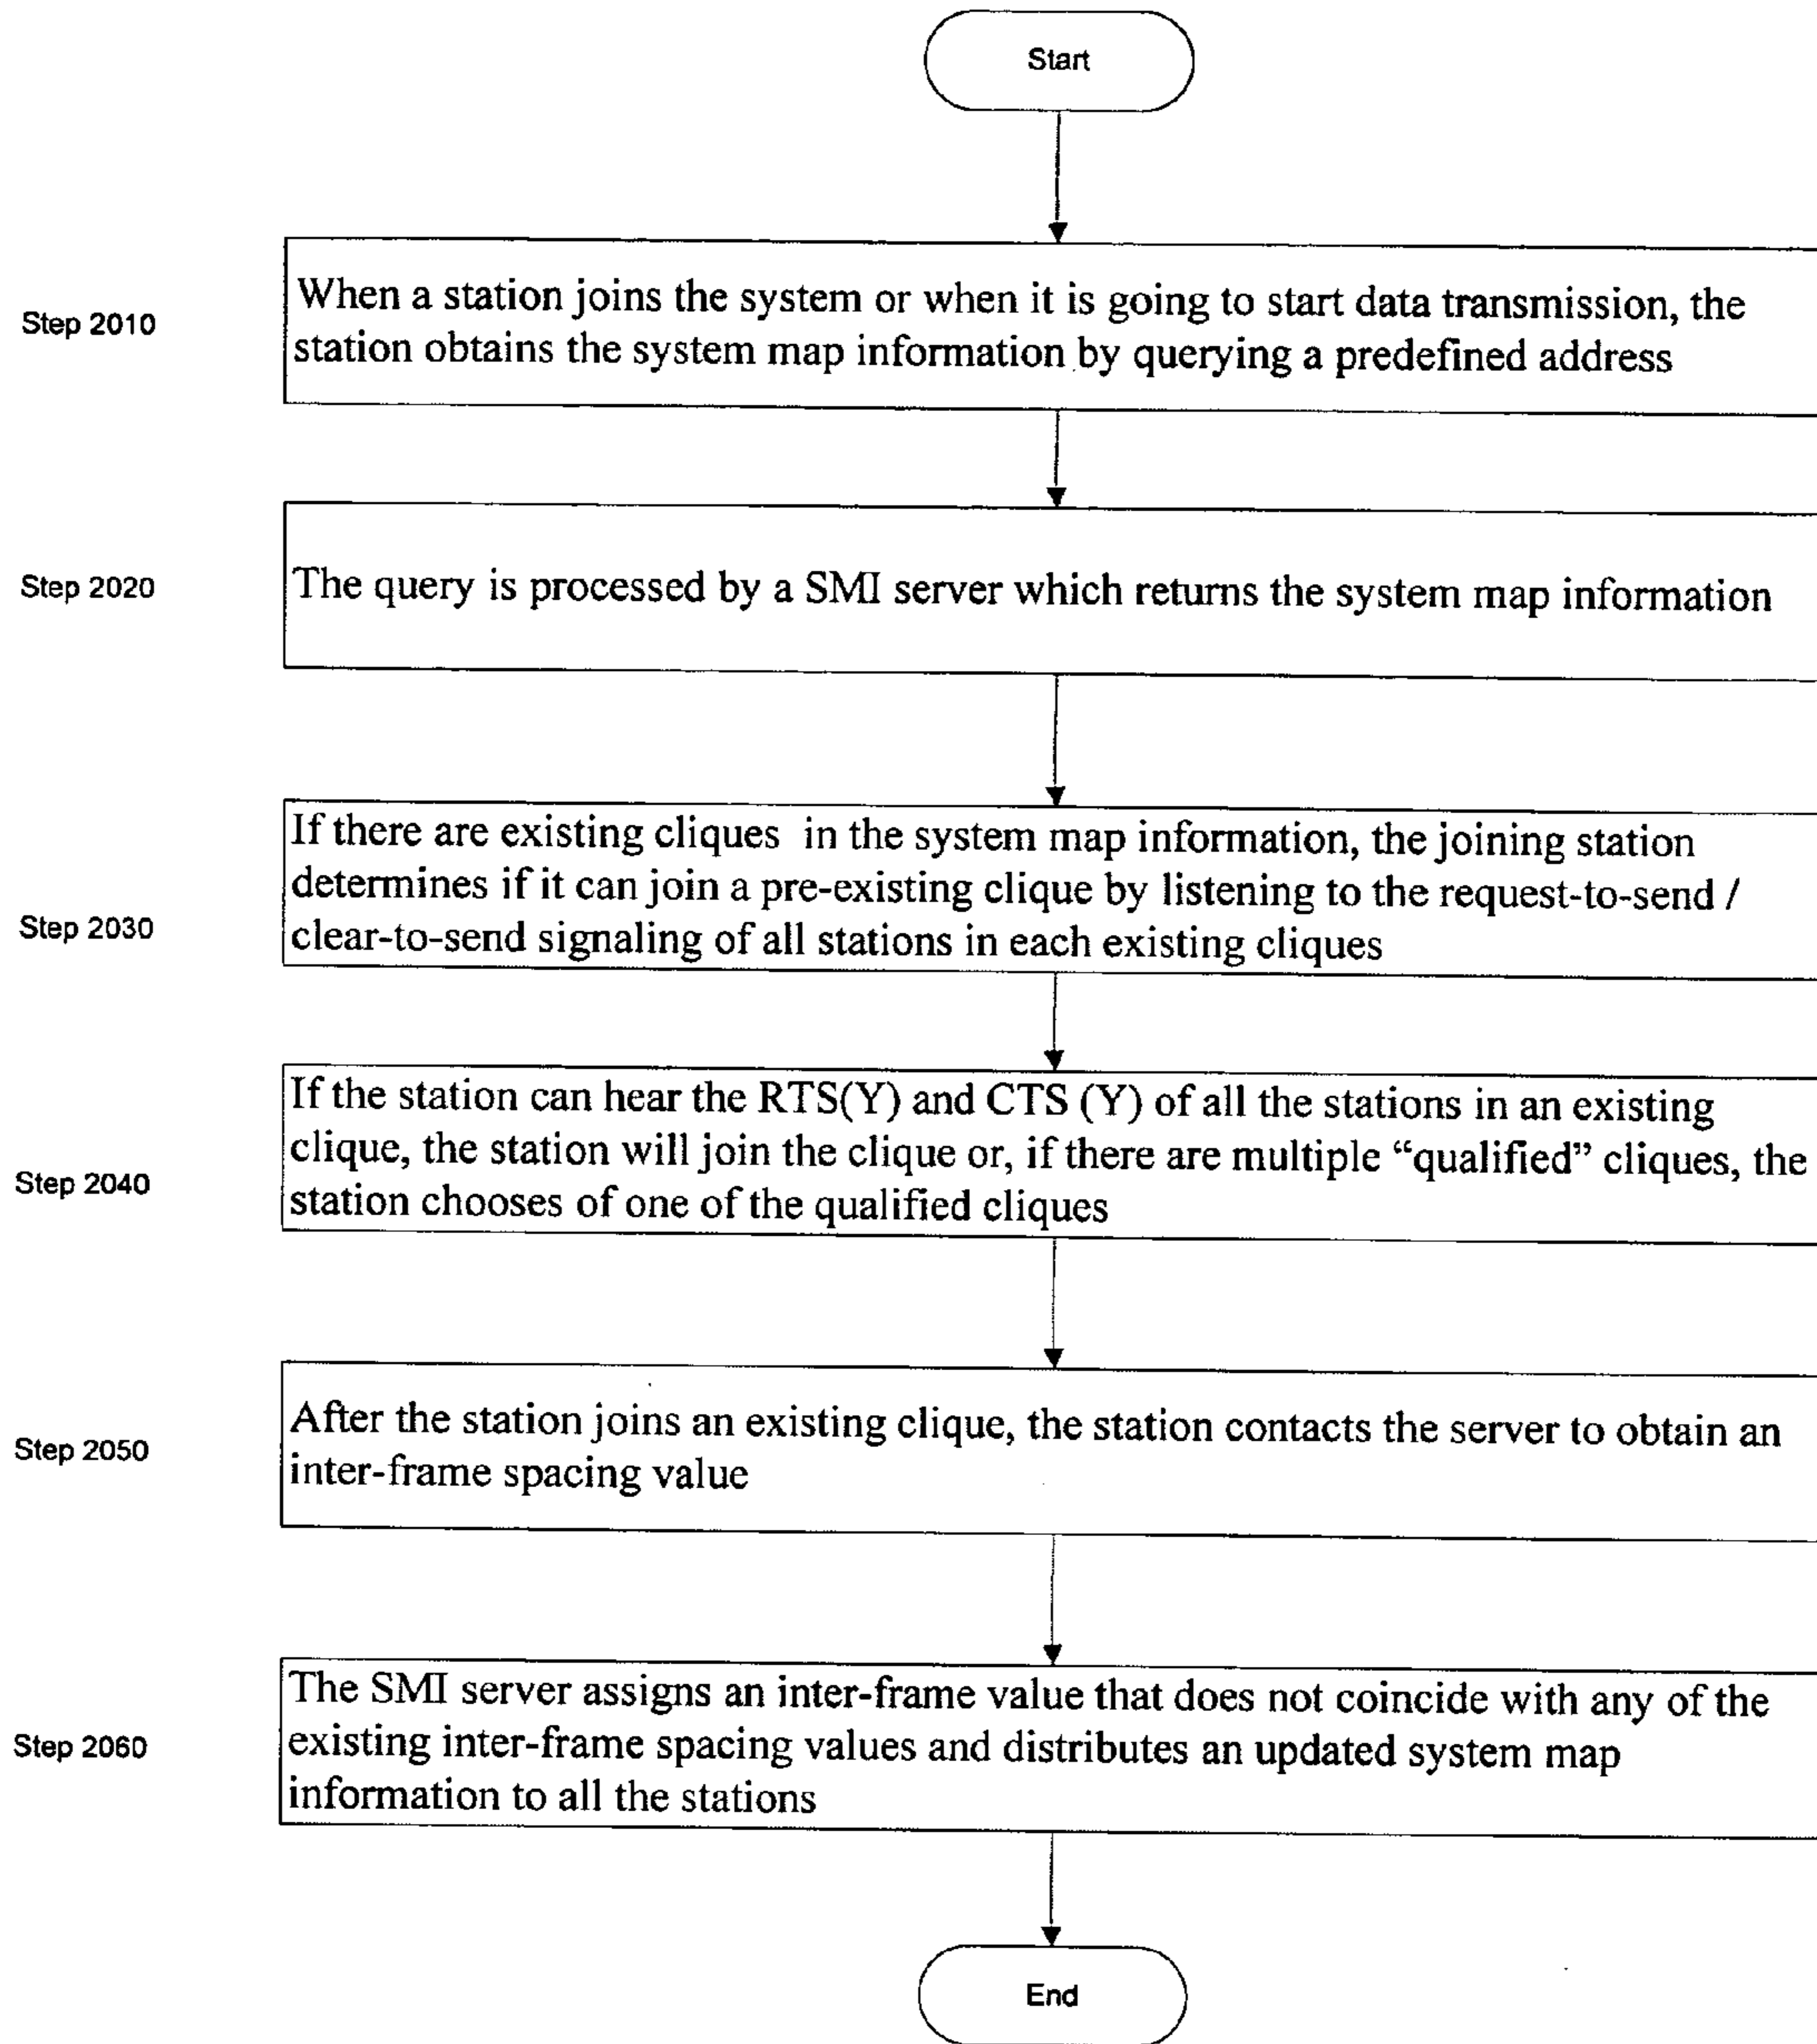 Start
Step 2010
When a station joins the system or when it is going to start data transmission, the
station obtains the system map information by querying a predefined address
Step 2020
The query is processed by a SMI server which returns the system map information
Step 2030
If there are existing cliques in the system map information, the joining station
determines if it can join a pre-existing clique by listening to the request-to-send /
clear-to-send signaling of all stations in each existing cliques
Step 2040
If the station can hear the RTS(Y) and CTS (Y) of all the stations in an existing
clique, the station will join the clique or, if there are multiple “qualified” cliques, the
station chooses of one of the qualified cliques
Step 2050
After the station joins an existing clique, the station contacts the server to obtain an
inter-frame spacing value
Step 2060
The SMI server assigns an inter-frame value that does not coincide with any of the
existing inter-frame spacing values and distributes an updated system map
information to all the stations
End